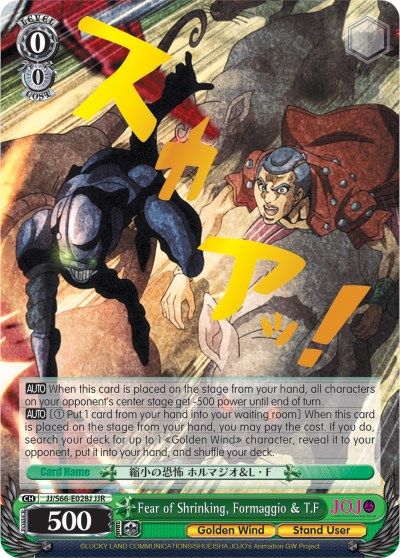 LEVEL
0
0
COST
ズ
カ
アッ!
AUTO When this card is placed on the stage from your hand, all characters
on your opponent's center stage get -500 power until end of turn.
AUTO [① Put 1 card from your hand into your waiting room] When this card
is placed on the stage from your hand, you may pay the cost. If you do,
search your deck for up to 1 <Golden Wind> character, reveal it to your
opponent, put it into your hand, and shuffle your deck.
Card Name 縮小の恐怖 ホルマジオ&L・F
CH JJ/S66-E028J JJR
500
Fear of Shrinking, Formaggio & T.F
JOJO
Golden Wind Stand User
©LUCKY LAND COMMUNICATIONS/SHUEISHA,JOJO's Animation GW Project